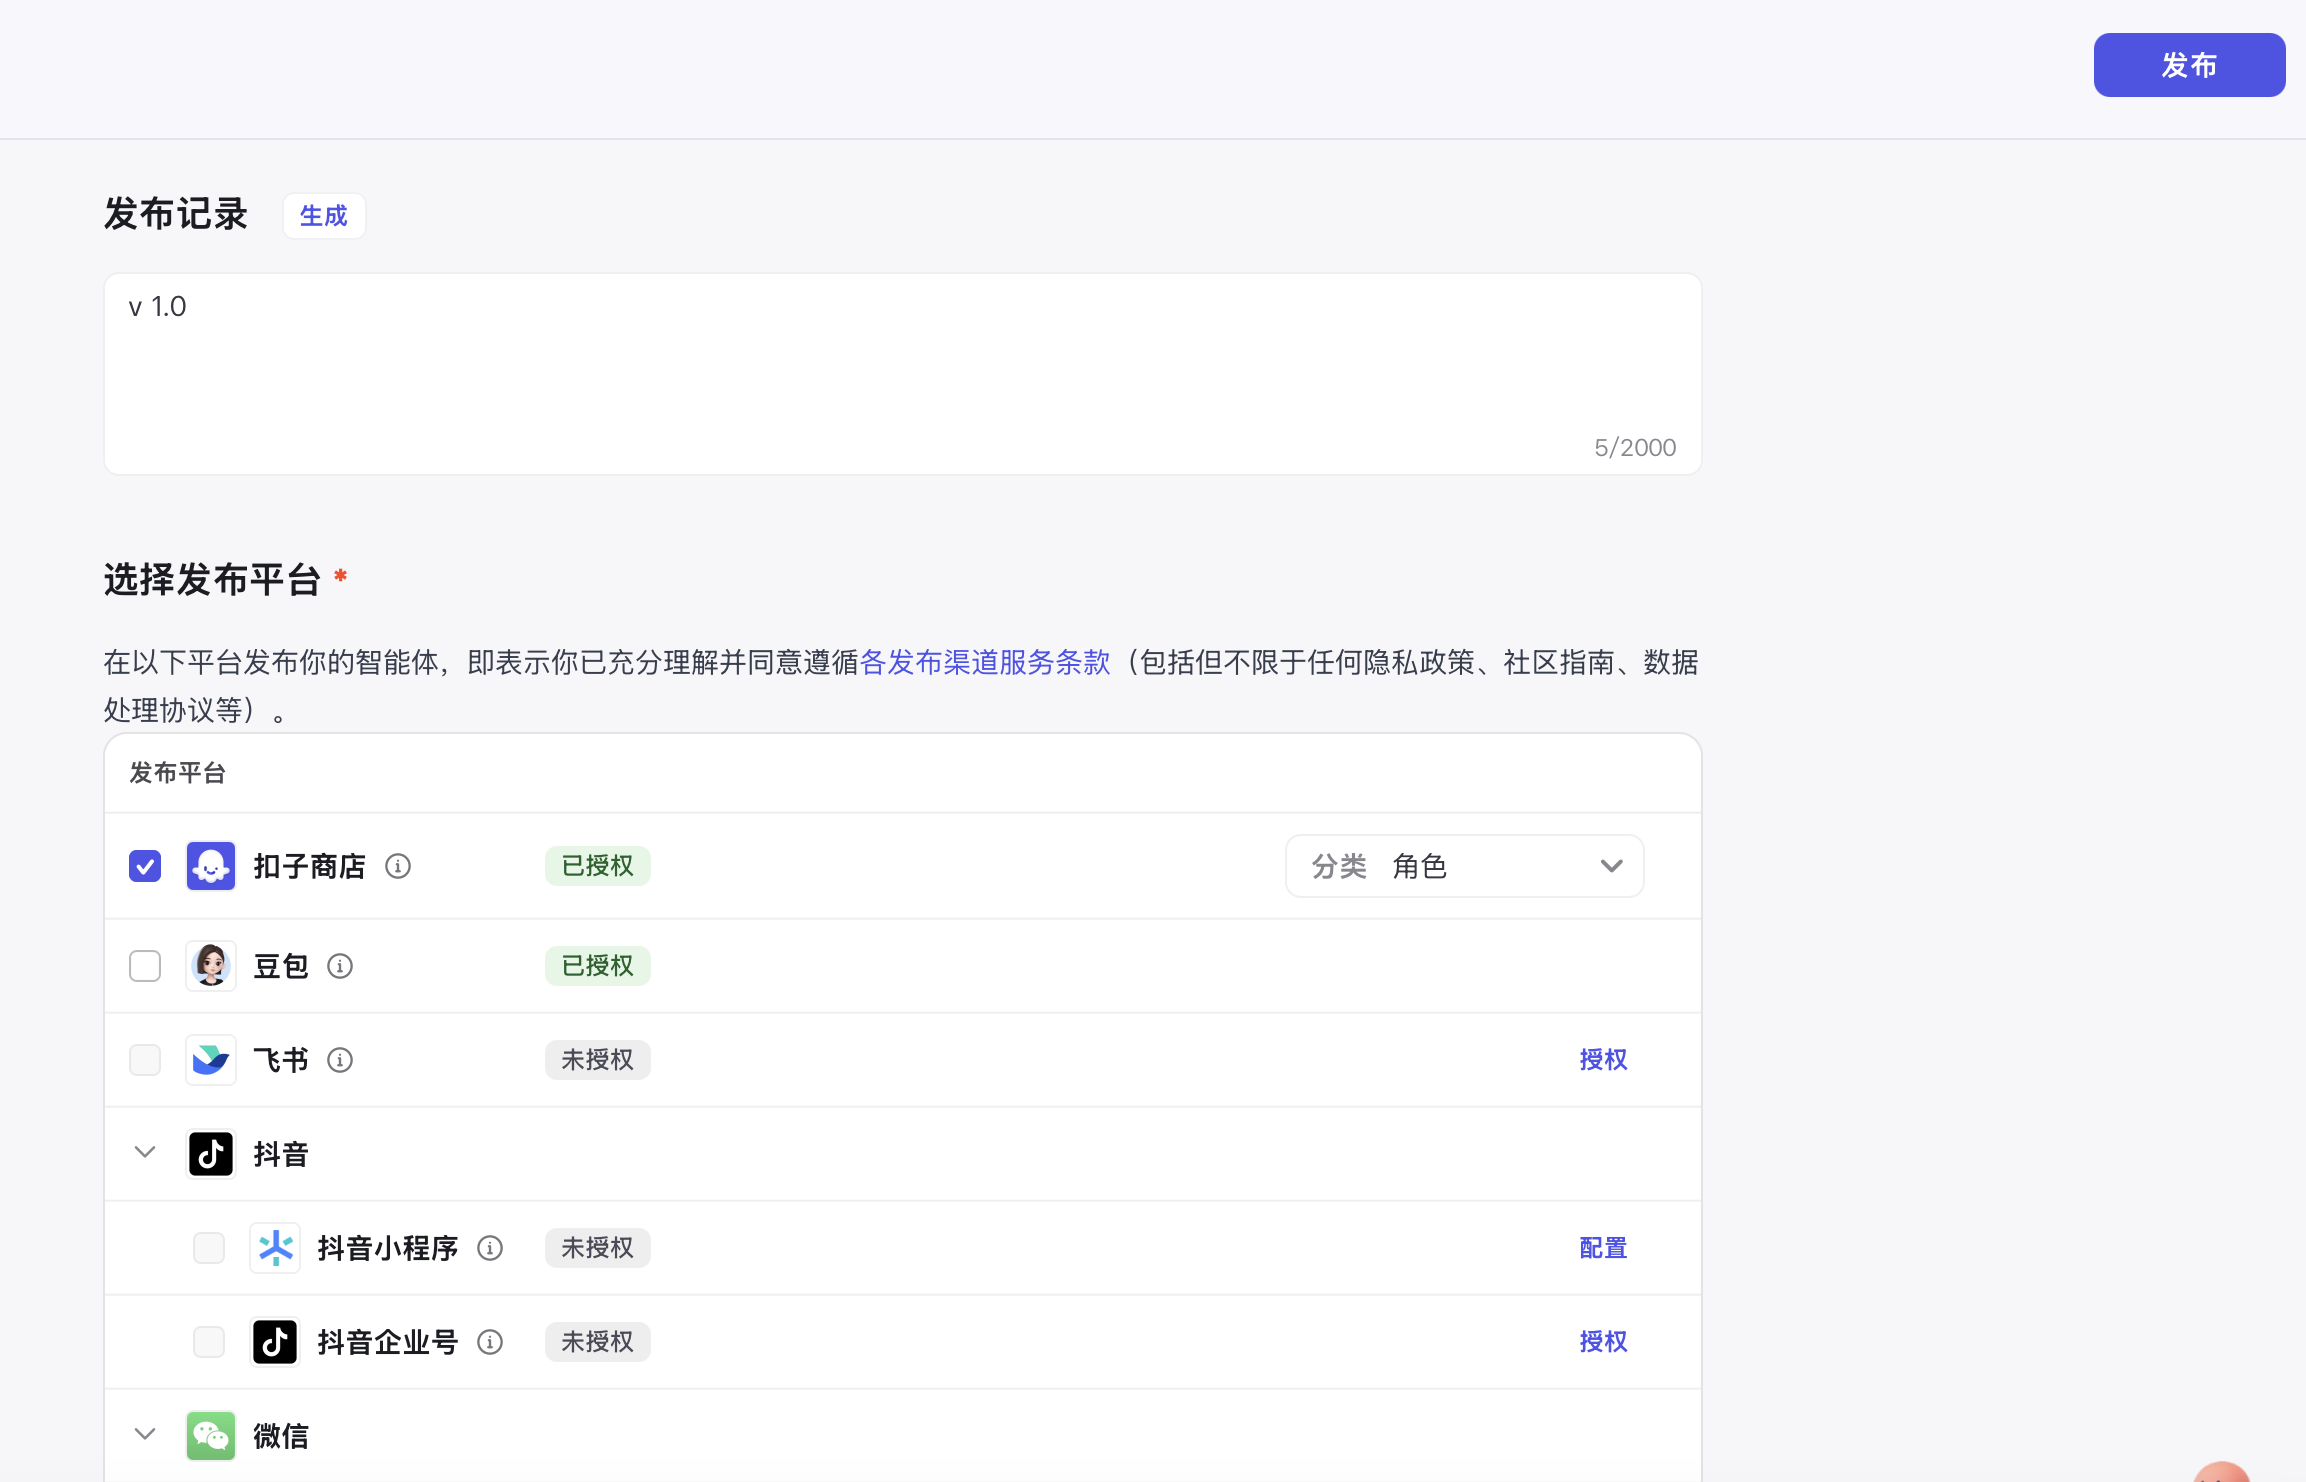 发布
发布记录 生成
v 1.0
5/2000
选择发布平台 *
在以下平台发布你的智能体，即表示你已充分理解并同意遵循各发布渠道服务条款（包括但不限于任何隐私政策、社区指南、数据
处理协议等）。
发布平台
扣子商店 已授权 分类 角色
豆包 已授权
飞书 未授权 授权
抖音
抖音小程序 未授权 配置
抖音企业号 未授权 授权
微信